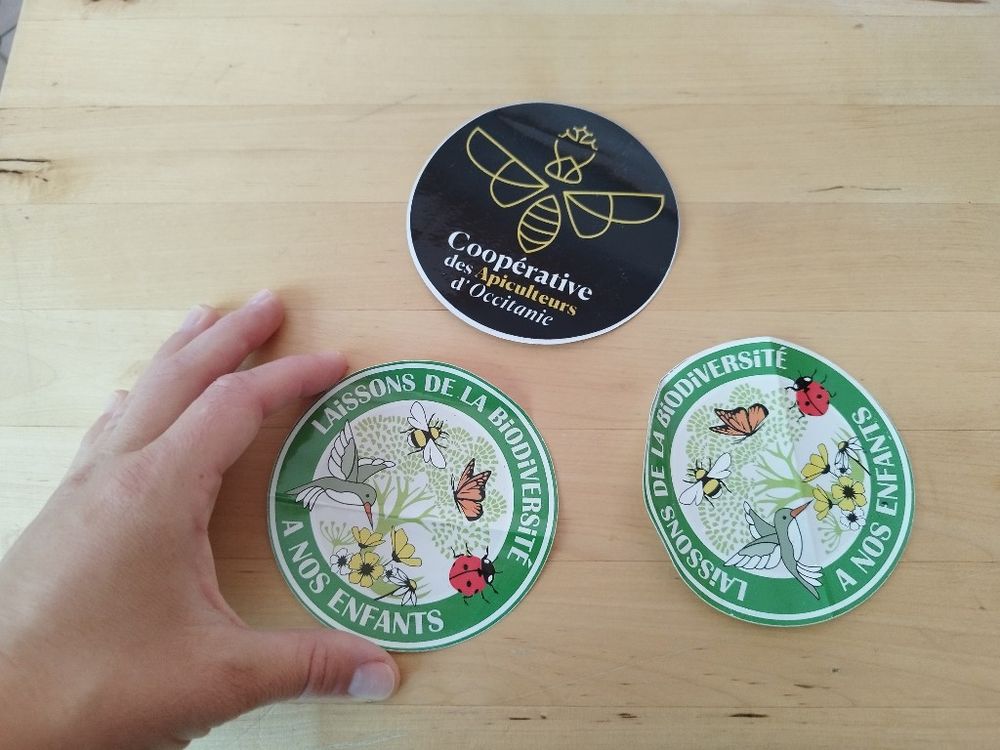 Coopérative
des Apiculteurs
d'Occitanie
LAiSSONS DE LA BiODiVERSiTÉ
A NOS ENFANTS
LAiSSONS DE LA BiODiVERSiTÉ
A NOS ENFANTS